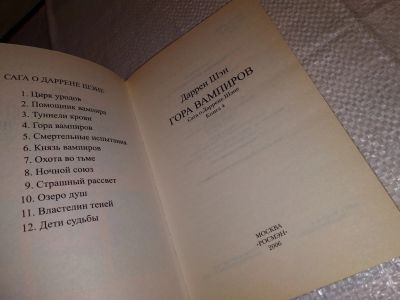 САГА О ДАРРЕНЕ ШЭНЕ
1. Цирк уродов
2. Помощник вампира
3. Туннели крови
4. Гора вампиров
5. Смертельные испытания
6. Князь вампиров
7. Охота во тьме
8. Ночной союз
9. Страшный рассвет
10. Озеро душ
11. Властелин теней
12. Дети судьбы
Даррен Шэн
ГОРА ВАМПИРОВ
Сага о Даррене Шэне
Книга 4
МОСКВА
«РОСМЭН»
2006